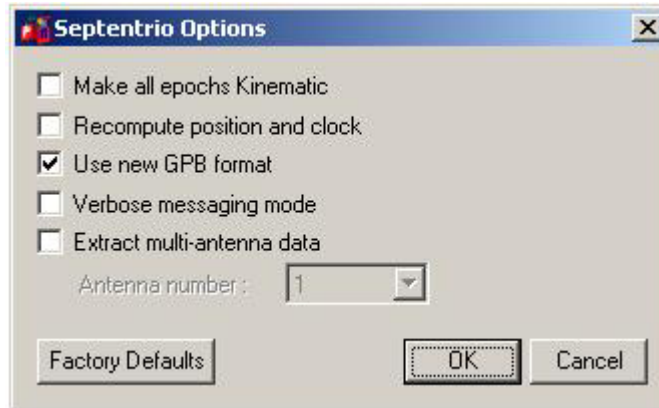 Septentrio Options
Make all epochs Kinematic
Recompute position and clock
Use new GPB format
Verbose messaging mode
Extract multi-antenna data
Antenna number : 1
Factory Defaults OK Cancel